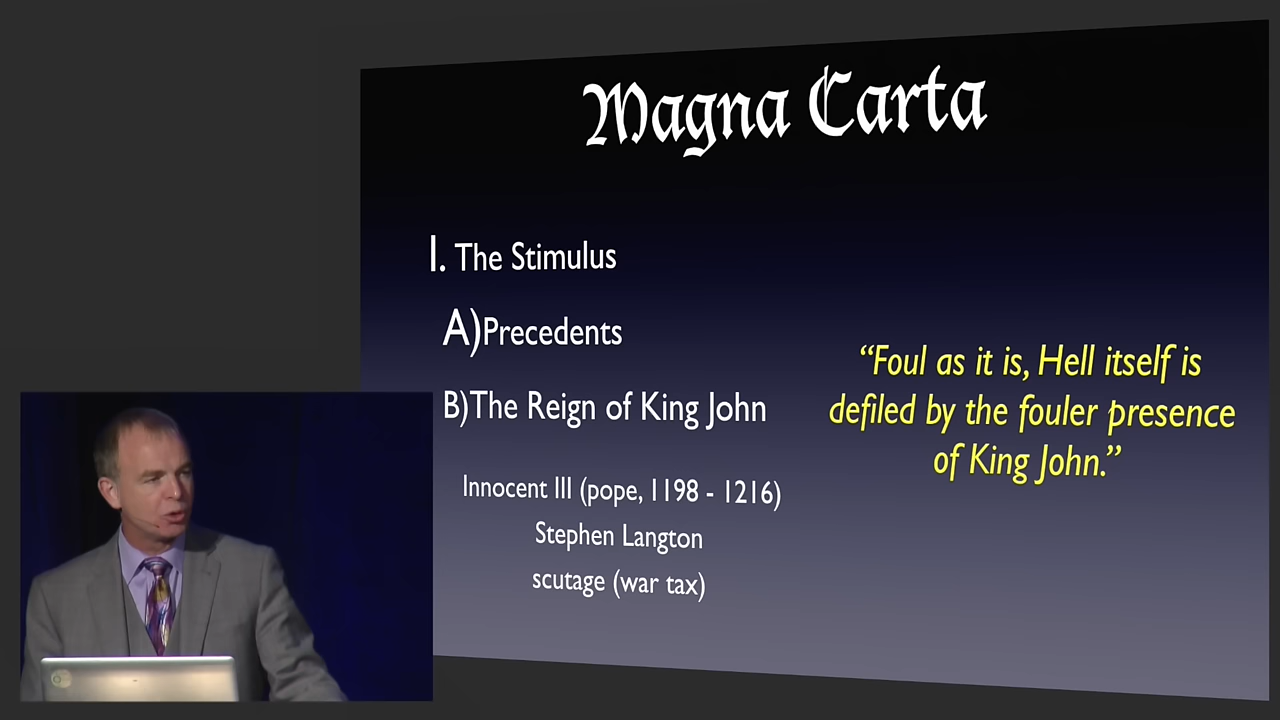 Magna Carta
I. The Stimulus
A)Precedents
B)The Reign of King John
Innocent III (pope, 1198 - 1216)
Stephen Langton
scutage (war tax)
“Foul as it is, Hell itself is
defiled by the fouler presence
of King John.”